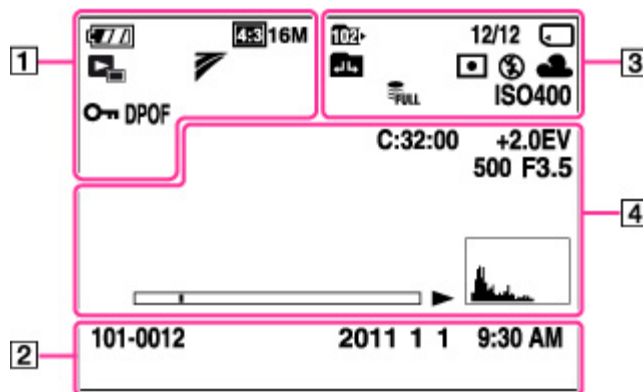 4:3 16M
102
12/12
1
3
ISO400
FULL
DPOF
C:32:00 +2.0EV
500 F3.5
4
101-0012 2011 1 1 9:30 AM
2